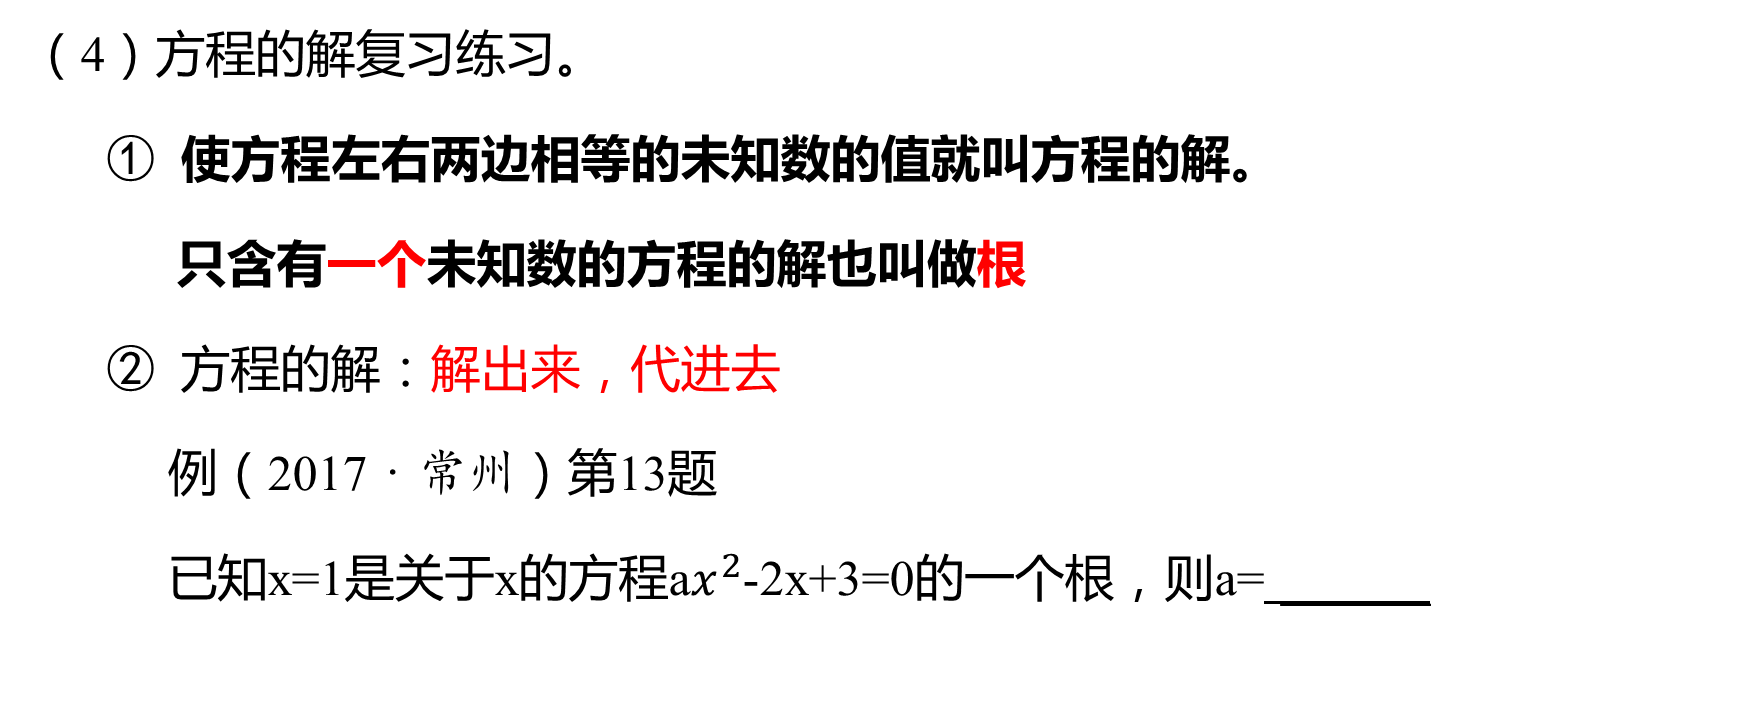 （4）方程的解复习练习。
① 使方程左右两边相等的未知数的值就叫方程的解。
只含有一个未知数的方程的解也叫做根
② 方程的解：解出来，代进去
例（2017·常州）第13题
已知x=1是关于x的方程ax²-2x+3=0的一个根，则a=_______